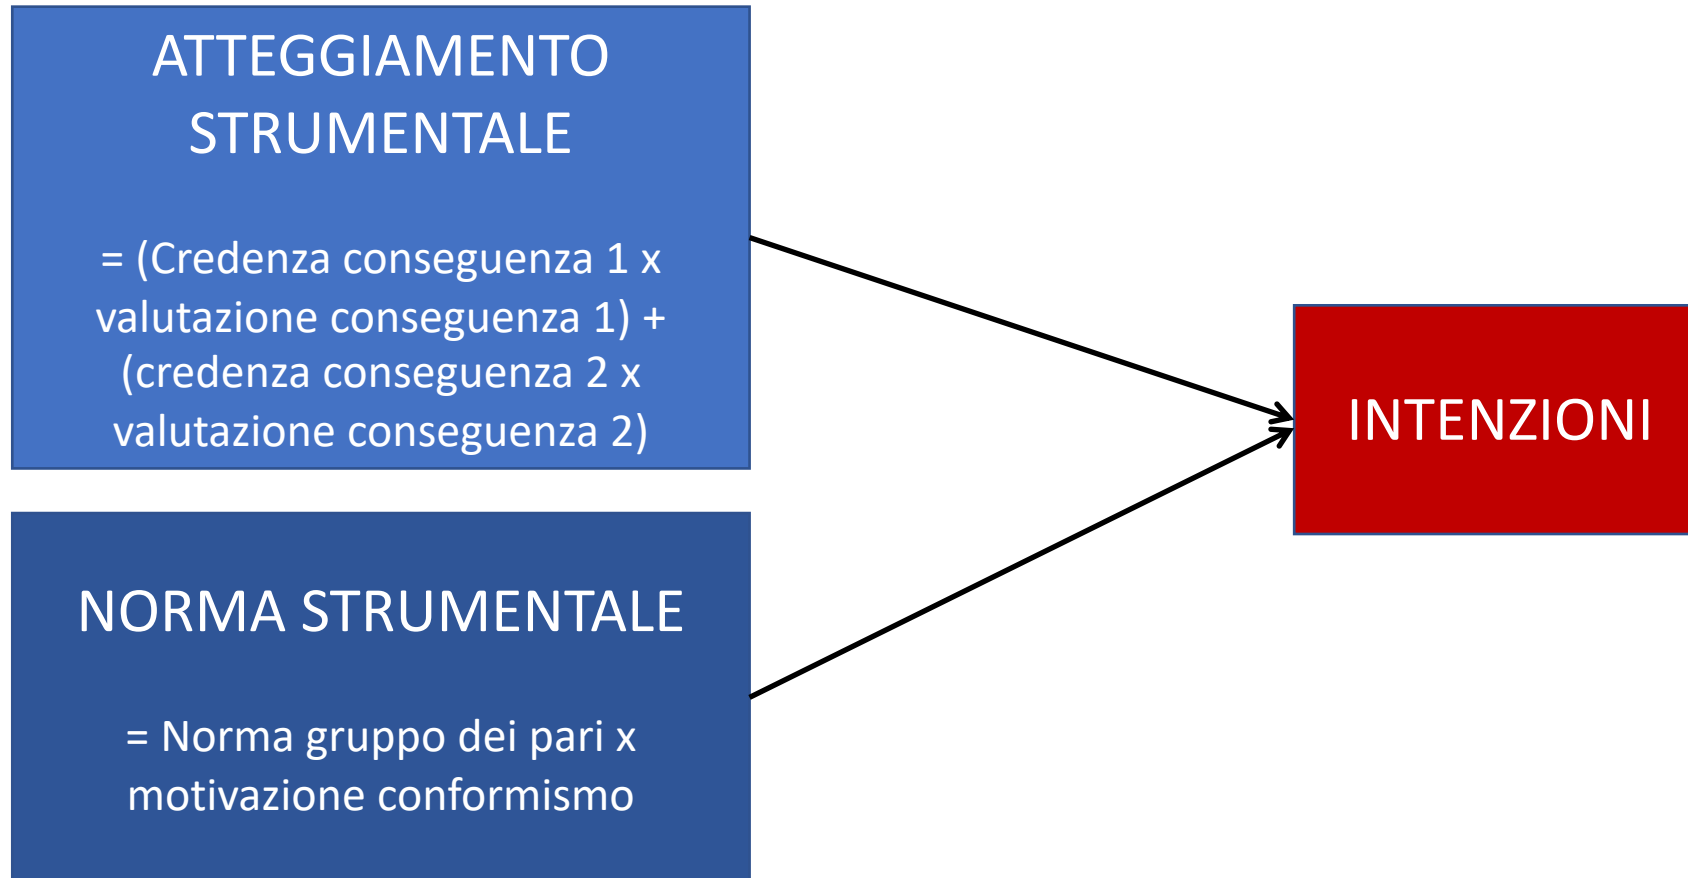 ATTEGGIAMENTO
STRUMENTALE
= (Credenza conseguenza 1 x
valutazione conseguenza 1) +
(credenza conseguenza 2 x
valutazione conseguenza 2)
INTENZIONI
NORMA STRUMENTALE
= Norma gruppo dei pari x
motivazione conformismo